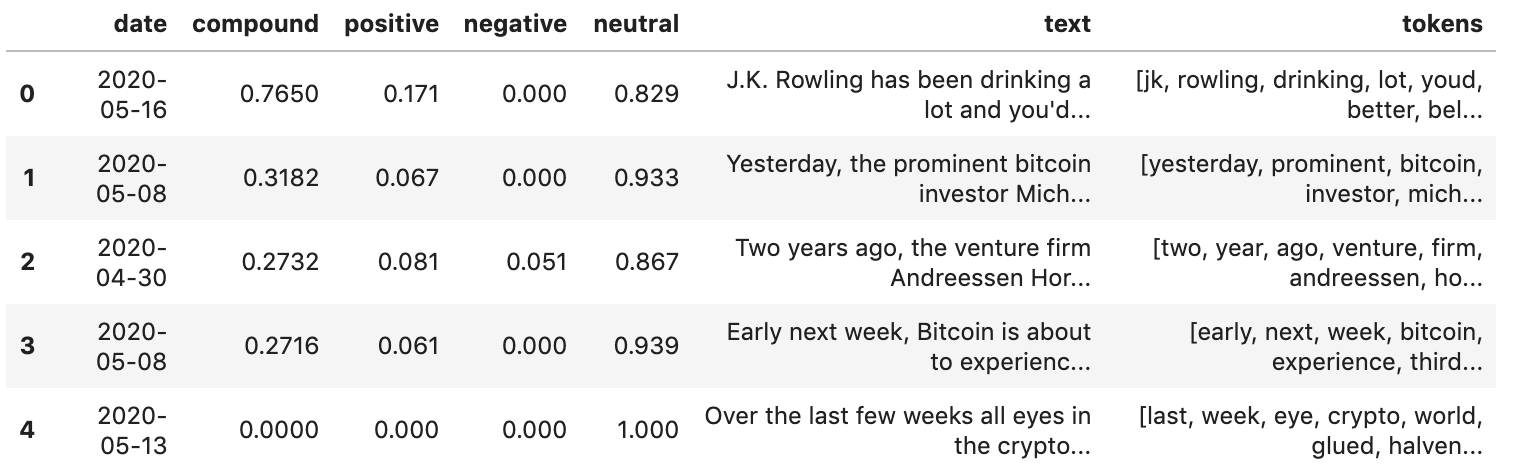 date compound positive negative neutral text tokens
0 2020-05-16 0.7650 0.171 0.000 0.829 J.K. Rowling has been drinking a lot and you'd... [jk, rowling, drinking, lot, youd, better, bel...
1 2020-05-08 0.3182 0.067 0.000 0.933 Yesterday, the prominent bitcoin investor Mich... [yesterday, prominent, bitcoin, investor, mich...
2 2020-04-30 0.2732 0.081 0.051 0.867 Two years ago, the venture firm Andreessen Hor... [two, year, ago, venture, firm, andreessen, ho...
3 2020-05-08 0.2716 0.061 0.000 0.939 Early next week, Bitcoin is about to experienc... [early, next, week, bitcoin, experience, third...
4 2020-05-13 0.0000 0.000 0.000 1.000 Over the last few weeks all eyes in the crypto... [last, week, eye, crypto, world, glued, halven...